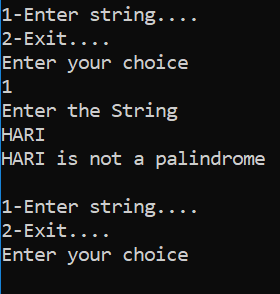 1-Enter string....
2-Exit....
Enter your choice
1
Enter the String
HARI
HARI is not a palindrome
1-Enter string....
2-Exit....
Enter your choice